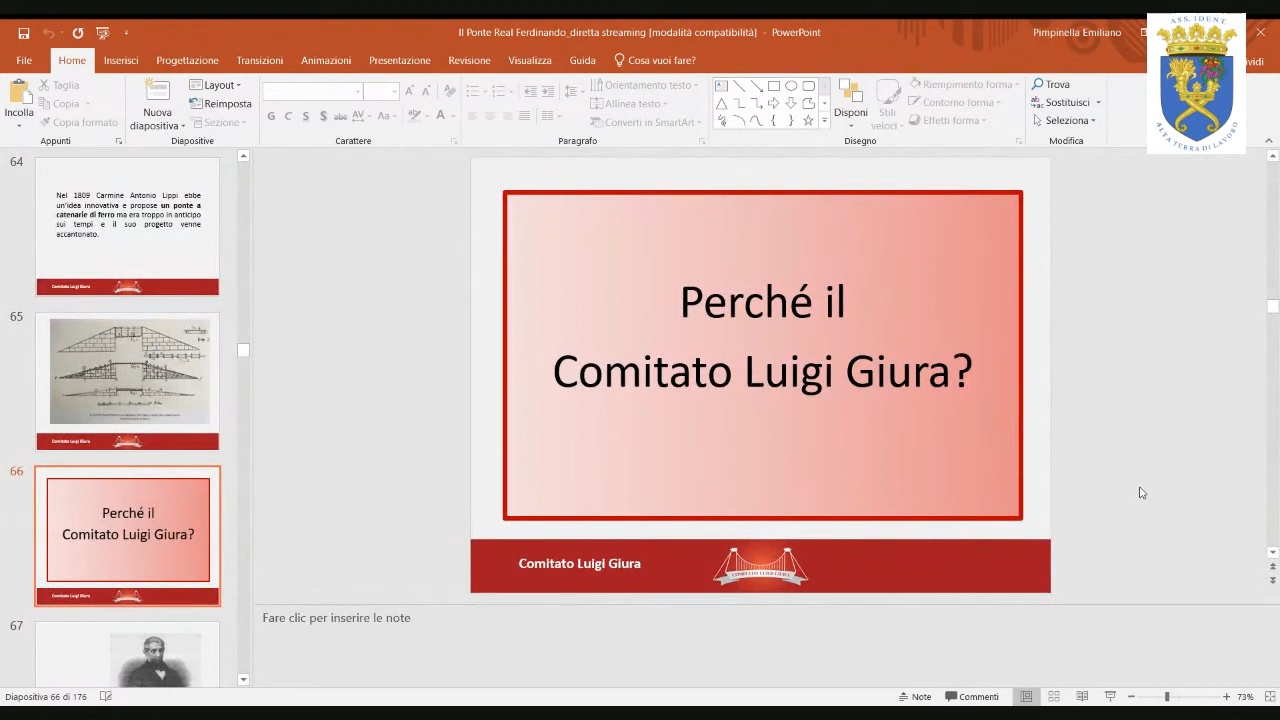 Il Ponte Real Ferdinando_diretta streaming [modalità compatibilità] - PowerPoint
Pimpinella Emiliano
ASS. IDENT.
ALTA TERRA DI LAVORO
File
Home
Inserisci
Progettazione
Transizioni
Animazioni
Presentazione
Revisione
Visualizza
Guida
Cosa vuoi fare?
Incolla
Taglia
Copia
Copia formato
Appunti
Nuova
diapositiva
Layout
Reimposta
Sezione
Diapositive
G C S S abc AV Aa A
Carattere
Orientamento testo
Allinea testo
Converti in SmartArt
Paragrafo
Disponi
Stili
veloci
Riempimento forma
Contorno forma
Effetti forma
Disegno
Trova
Sostituisci
Seleziona
Modifica
64
Nel 1809 Carmine Antonio Lippi ebbe
un'idea innovativa e propose un ponte a
catenarie di ferro ma era troppo in anticipo
sui tempi e il suo progetto venne
accantonato.
Comitato Luigi Giura
65
Comitato Luigi Giura
66
Perché il
Comitato Luigi Giura?
Comitato Luigi Giura
67
Perché il
Comitato Luigi Giura?
Comitato Luigi Giura
COMITATO LUIGI GIURA
Fare clic per inserire le note
Diapositiva 66 di 176
Note
Commenti
73%